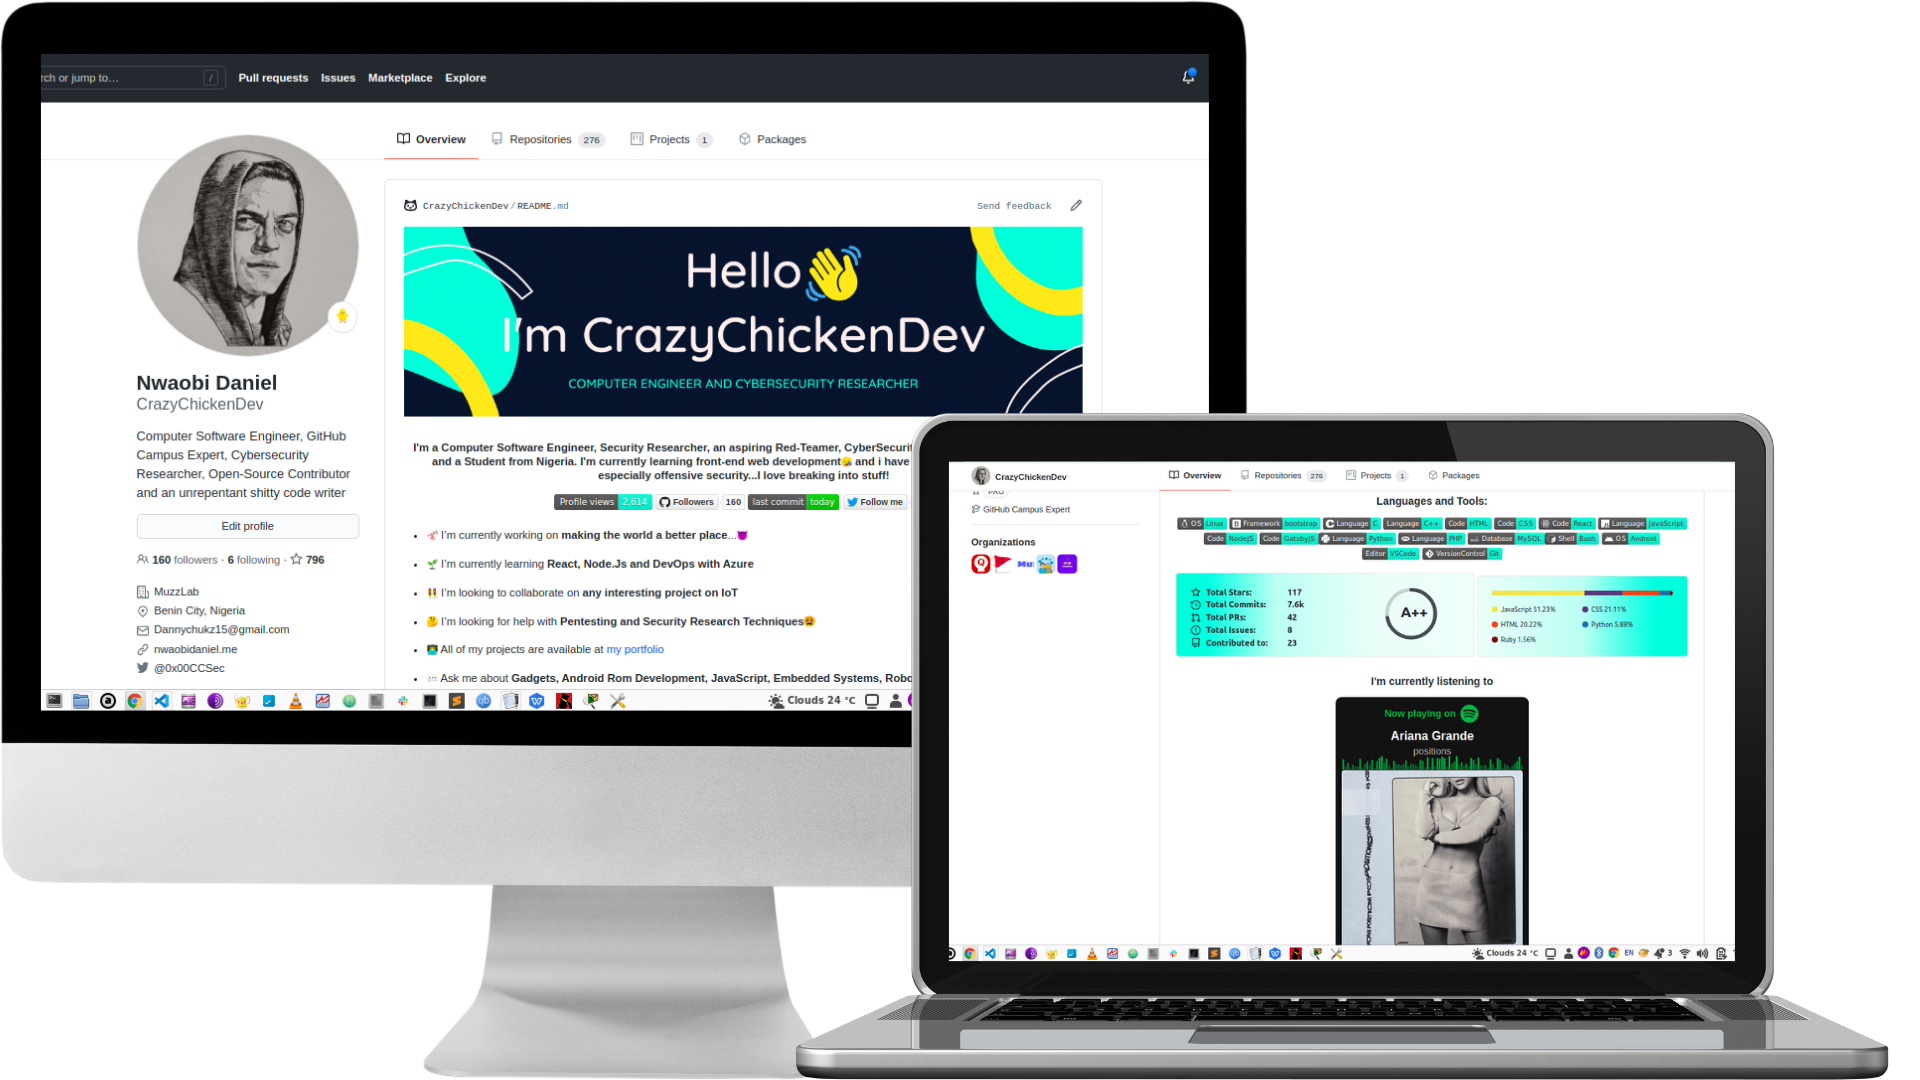 rch or jump to…
/
Pull requests Issues Marketplace Explore
Overview Repositories 276 Projects 1 Packages
CrazyChickenDev/README.md
Send feedback
Hello
I'm CrazyChickenDev
COMPUTER ENGINEER AND CYBERSECURITY RESEARCHER
Nwaobi Daniel
CrazyChickenDev
Computer Software Engineer, GitHub
Campus Expert, Cybersecurity
Researcher, Open-Source Contributor
and an unrepentant shitty code writer
Edit profile
160 followers · 6 following · 796
MuzzLab
Benin City, Nigeria
Dannychukz15@gmail.com
nwaobidaniel.me
@0x00CCSec
I'm a Computer Software Engineer, Security Researcher, an aspiring Red-Teamer, CyberSecurit
and a Student from Nigeria. I'm currently learning front-end web development and i have
especially offensive security...I love breaking into stuff!
Profile views 2,614 Followers 160 last commit today Follow me
I'm currently working on making the world a better place...
I'm currently learning React, Node.Js and DevOps with Azure
I'm looking to collaborate on any interesting project on IoT
I'm looking for help with Pentesting and Security Research Techniques
All of my projects are available at my portfolio
Ask me about Gadgets, Android Rom Development, JavaScript, Embedded Systems, Robo
Clouds 24 °C
CrazyChickenDev
Overview Repositories 276 Projects 1 Packages
PRO
GitHub Campus Expert
Organizations
Mu:
Languages and Tools:
OS Linux Framework bootstrap Language C Language C++ Code HTML Code CSS Code React Language JavaScript
Code NodeJS Code GatsbyJS Language Python Language PHP Database MySQL Shell Bash OS Android
Editor VSCode VersionControl Git
Total Stars: 117
Total Commits: 7.6k
Total PRs: 42
Total Issues: 8
Contributed to: 23
A++
JavaScript 51.23% CSS 21.11%
HTML 20.22% Python 5.88%
Ruby 1.56%
I'm currently listening to
Now playing on
Ariana Grande
positions
Clouds 24 °C
EN
3